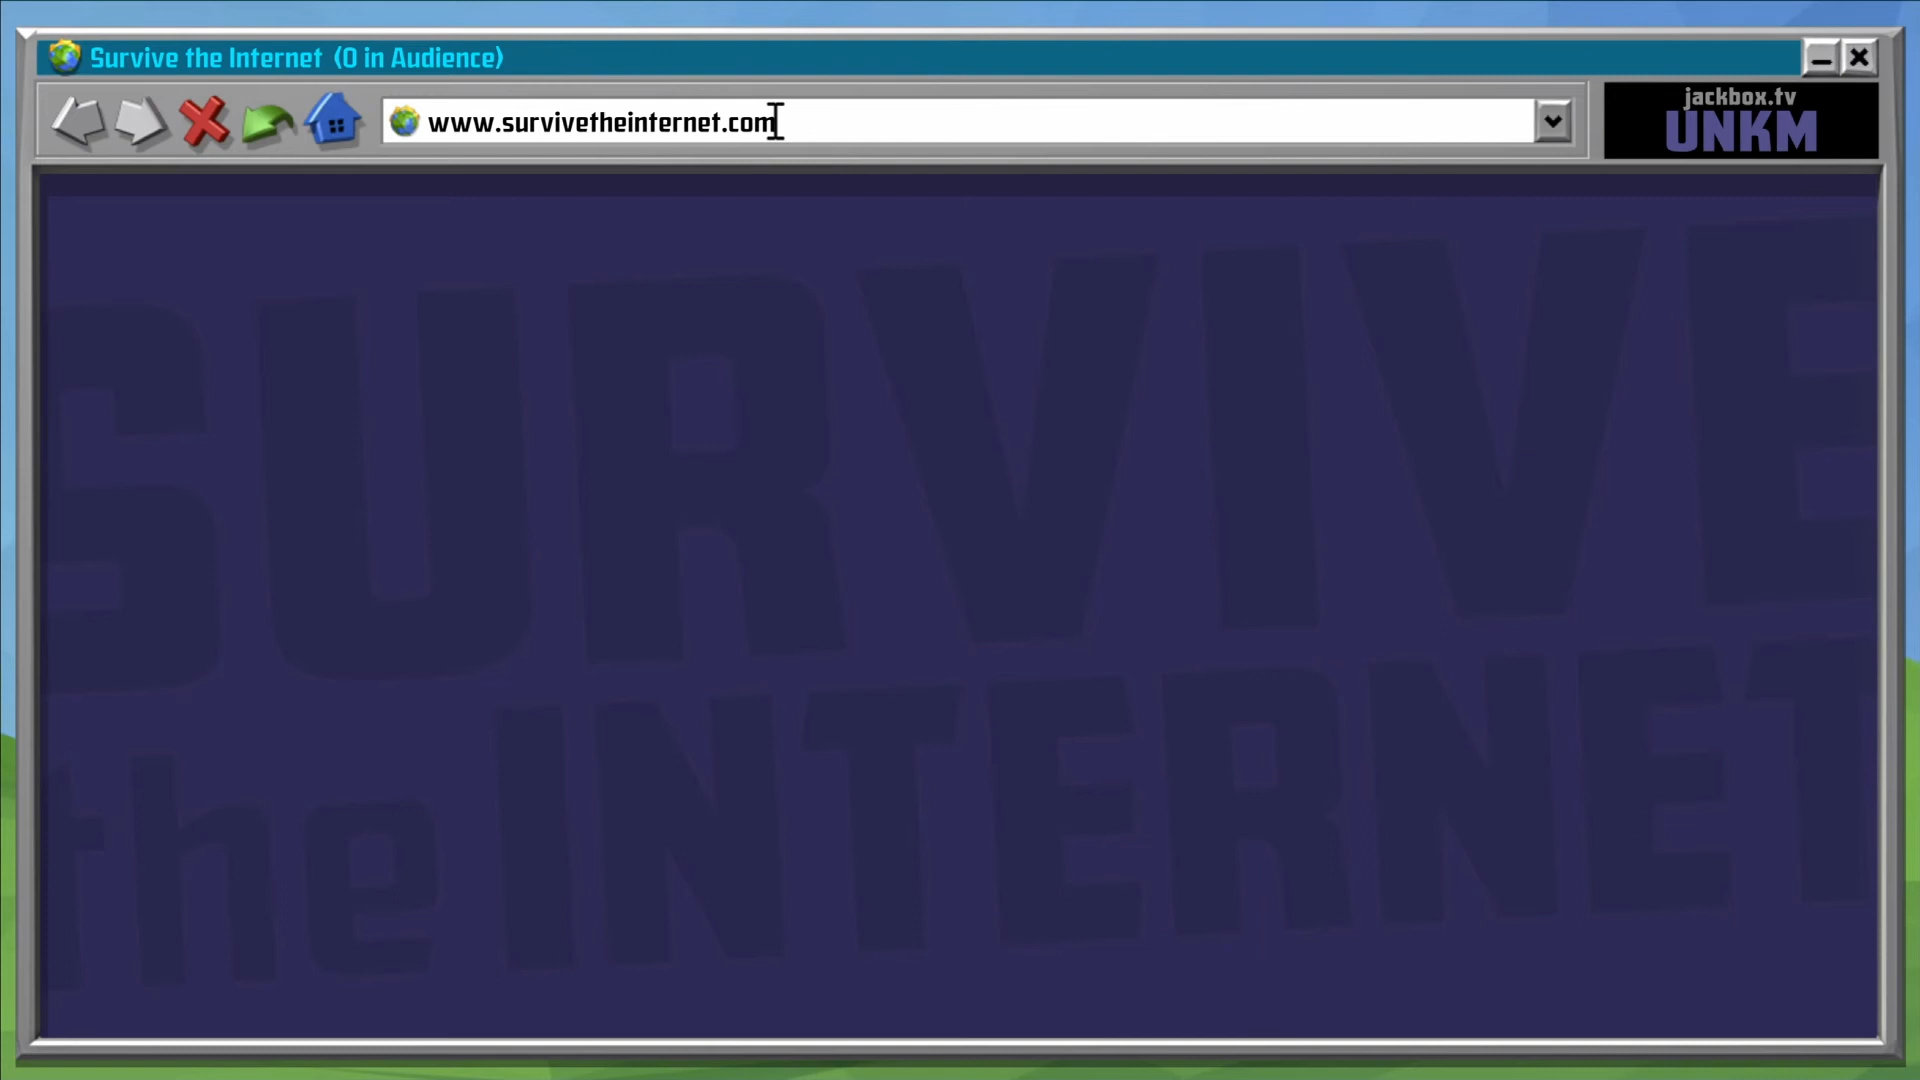 Survive the Internet (0 in Audience)
www.survivetheinternet.com
jackbox.tv
UNKM
SURVIVE
the INTERNET